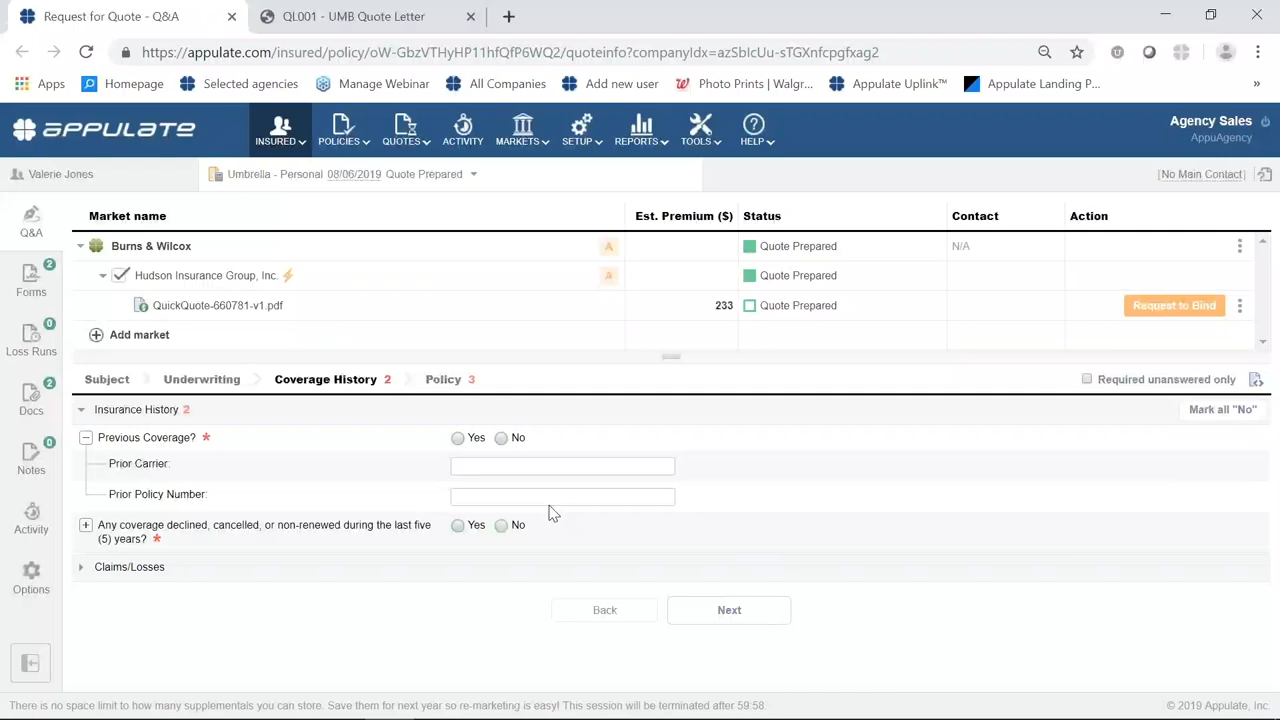 Request for Quote - Q&A
QL001 - UMB Quote Letter
https://appulate.com/insured/policy/oW-GbzVTHyHP11hfQfP6WQ2/quoteinfo?companyIdx=azSblcUu-sTGXnfcpgfxag2
Apps Homepage Selected agencies Manage Webinar All Companies Add new user Photo Prints | Walgr... Appulate Uplink™ Appulate Landing P... »
APPULATE
INSURED POLICIES QUOTES ACTIVITY MARKETS SETUP REPORTS TOOLS HELP
Agency Sales
AppuAgency
Valerie Jones
Umbrella - Personal 08/06/2019 Quote Prepared
[No Main Contact]
Q&A
Forms 2
Loss Runs 0
Docs 2
Notes 0
Activity
Options
Market name Est. Premium ($) Status Contact Action
Burns & Wilcox A Quote Prepared N/A
Hudson Insurance Group, Inc. A Quote Prepared
QuickQuote-660781-v1.pdf 233 Quote Prepared Request to Bind
Add market
Subject Underwriting Coverage History 2 Policy 3 Required unanswered only
Insurance History 2 Mark all "No"
Previous Coverage? * Yes No
Prior Carrier:
Prior Policy Number:
Any coverage declined, cancelled, or non-renewed during the last five Yes No
(5) years? *
Claims/Losses
Back Next
There is no space limit to how many supplementals you can store. Save them for next year so re-marketing is easy! This session will be terminated after 59:58.
© 2019 Appulate, Inc.